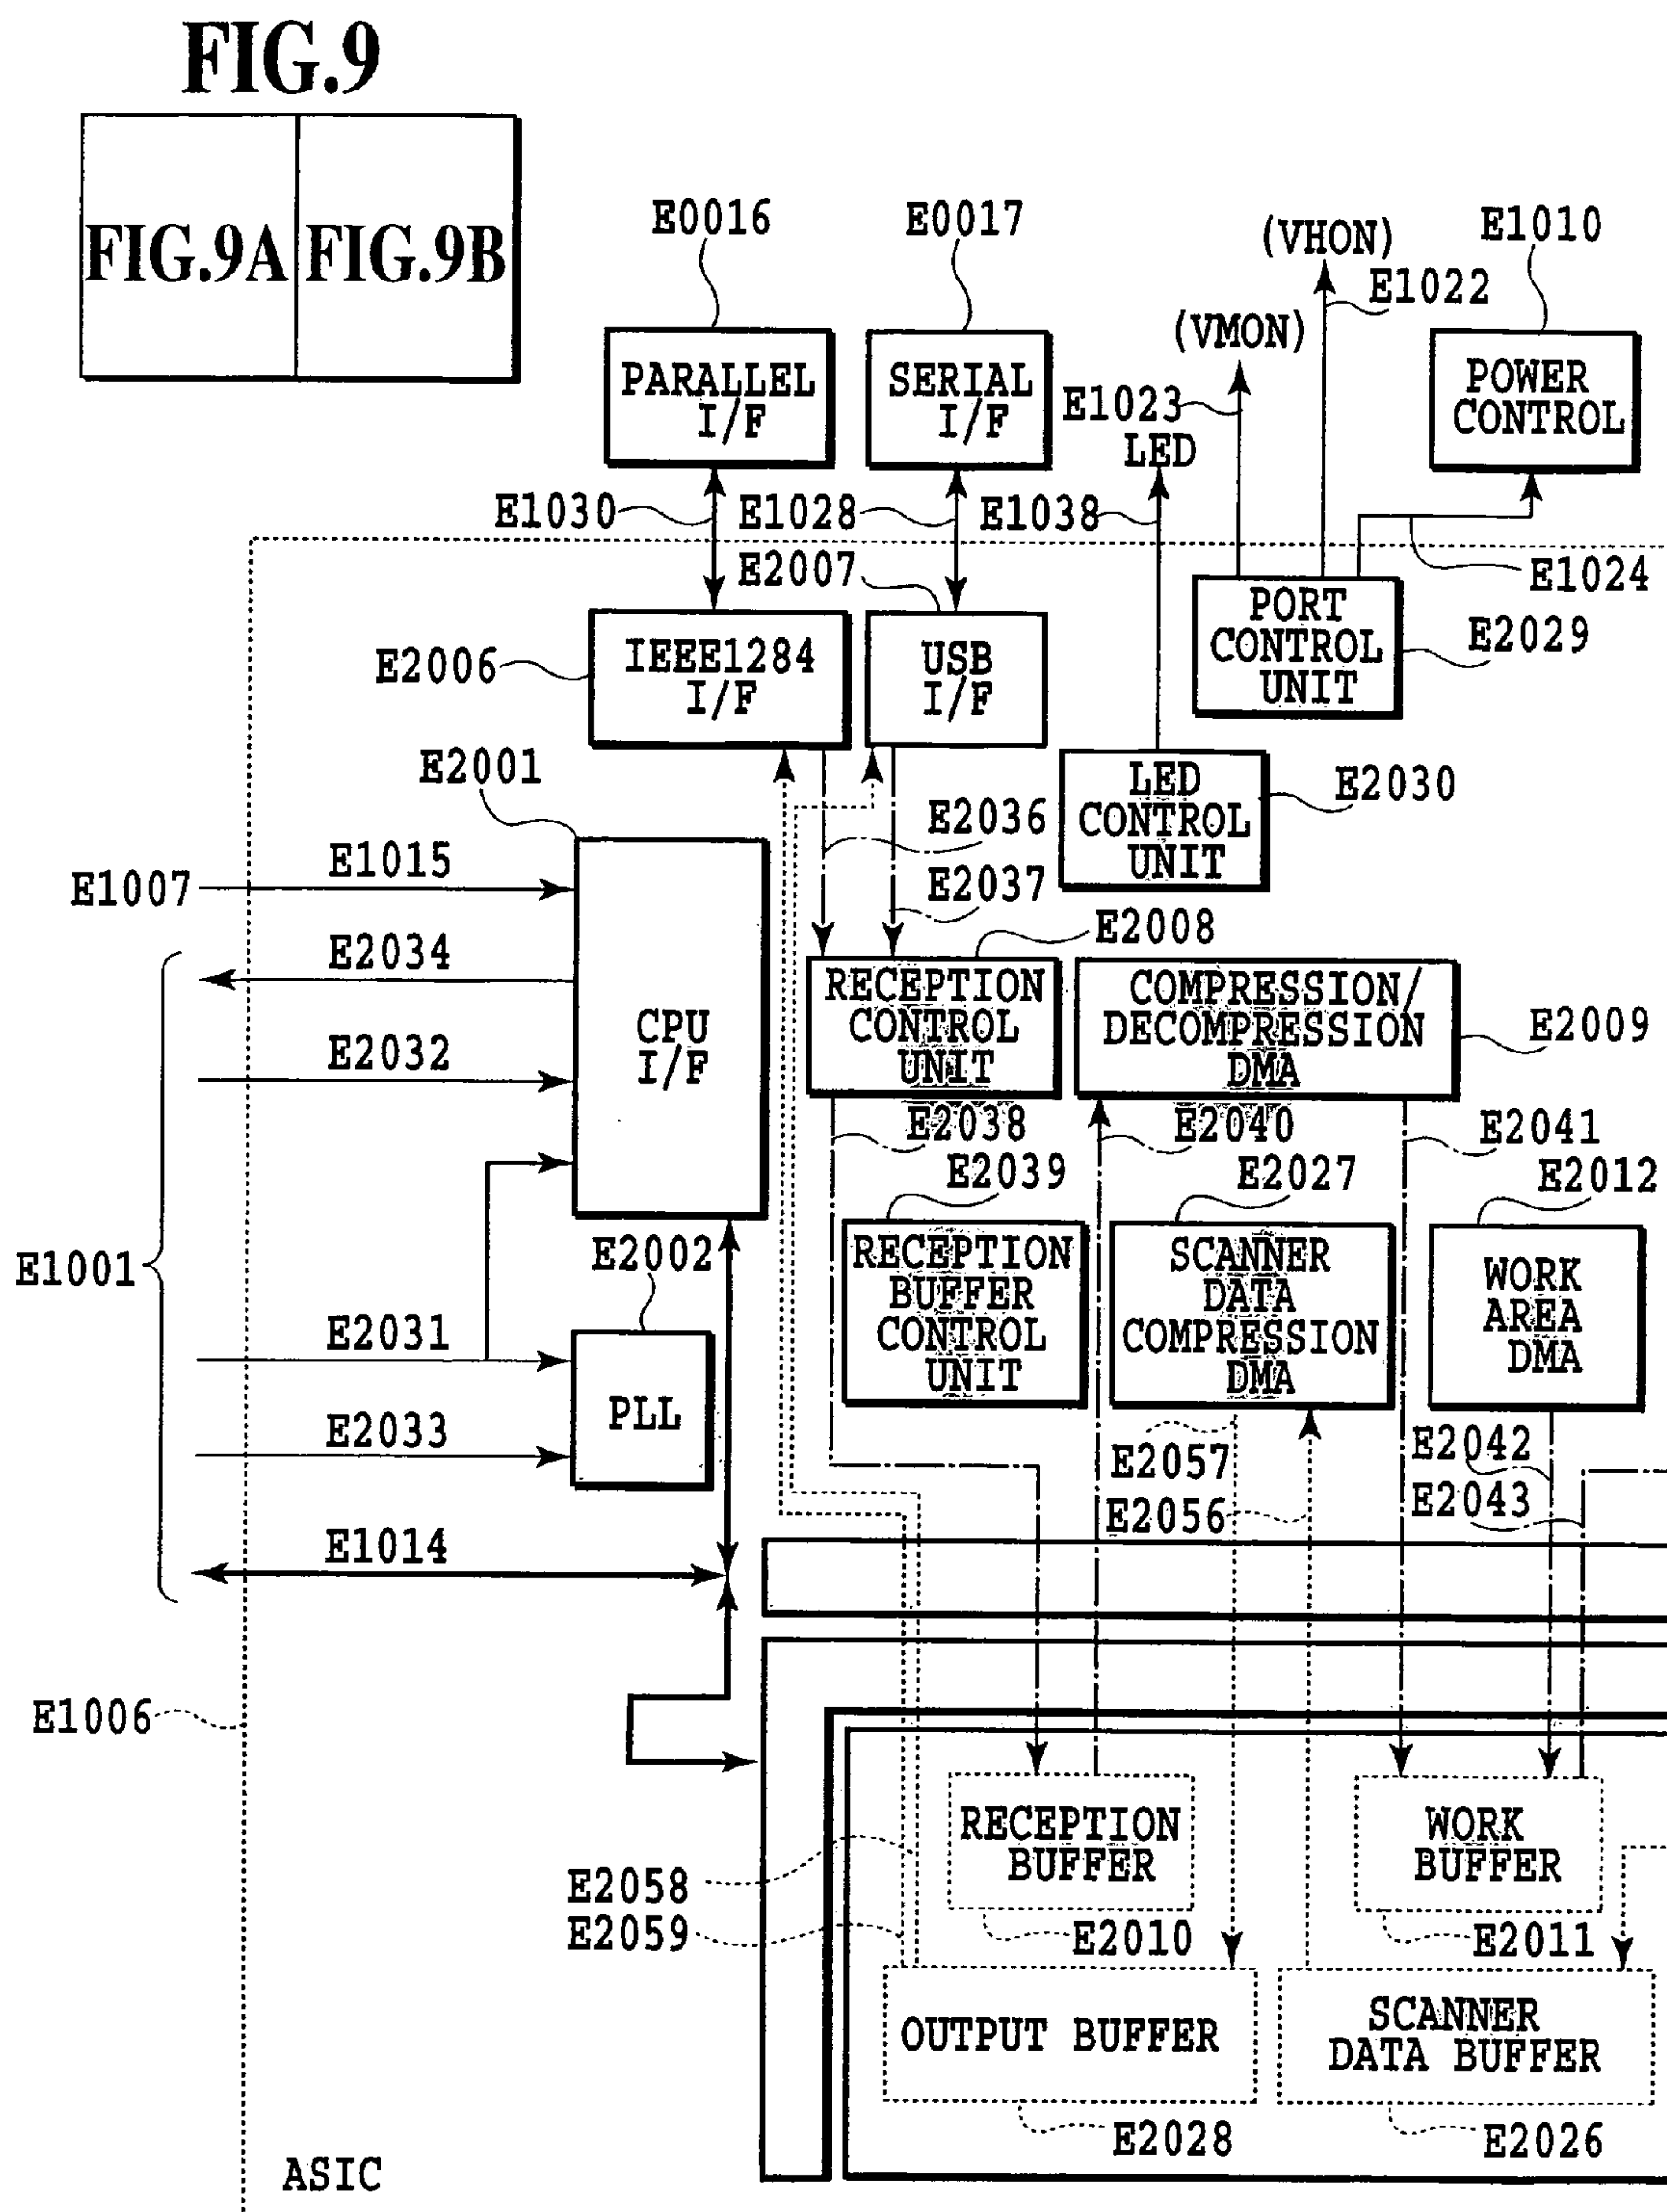 FIG.9
FIG.9A
FIG.9B
E0016
E0017
(VHON)
E1010
E1022
(VMON)
PARALLEL
I/F
SERIAL
I/F
E1023
LED
POWER
CONTROL
E1030
E1028
E1038
E2007
E1024
E2006
IEEE1284
I/F
USB
I/F
PORT
CONTROL
UNIT
E2029
E2001
LED
CONTROL
UNIT
E2030
E2036
E1007
E1015
E2037
E2034
E2008
CPU
I/F
RECEPTION
CONTROL
UNIT
COMPRESSION/
DECOMPRESSION
DMA
E2009
E2032
E2038
E2040
E2041
E2039
E2027
E2012
E1001
E2002
RECEPTION
BUFFER
CONTROL
UNIT
SCANNER
DATA
COMPRESSION
DMA
WORK
AREA
DMA
E2031
PLL
E2033
E2057
E2042
E2056
E2043
E1014
E1006
RECEPTION
BUFFER
WORK
BUFFER
E2058
E2059
E2010
E2011
OUTPUT BUFFER
SCANNER
DATA BUFFER
E2028
E2026
ASIC